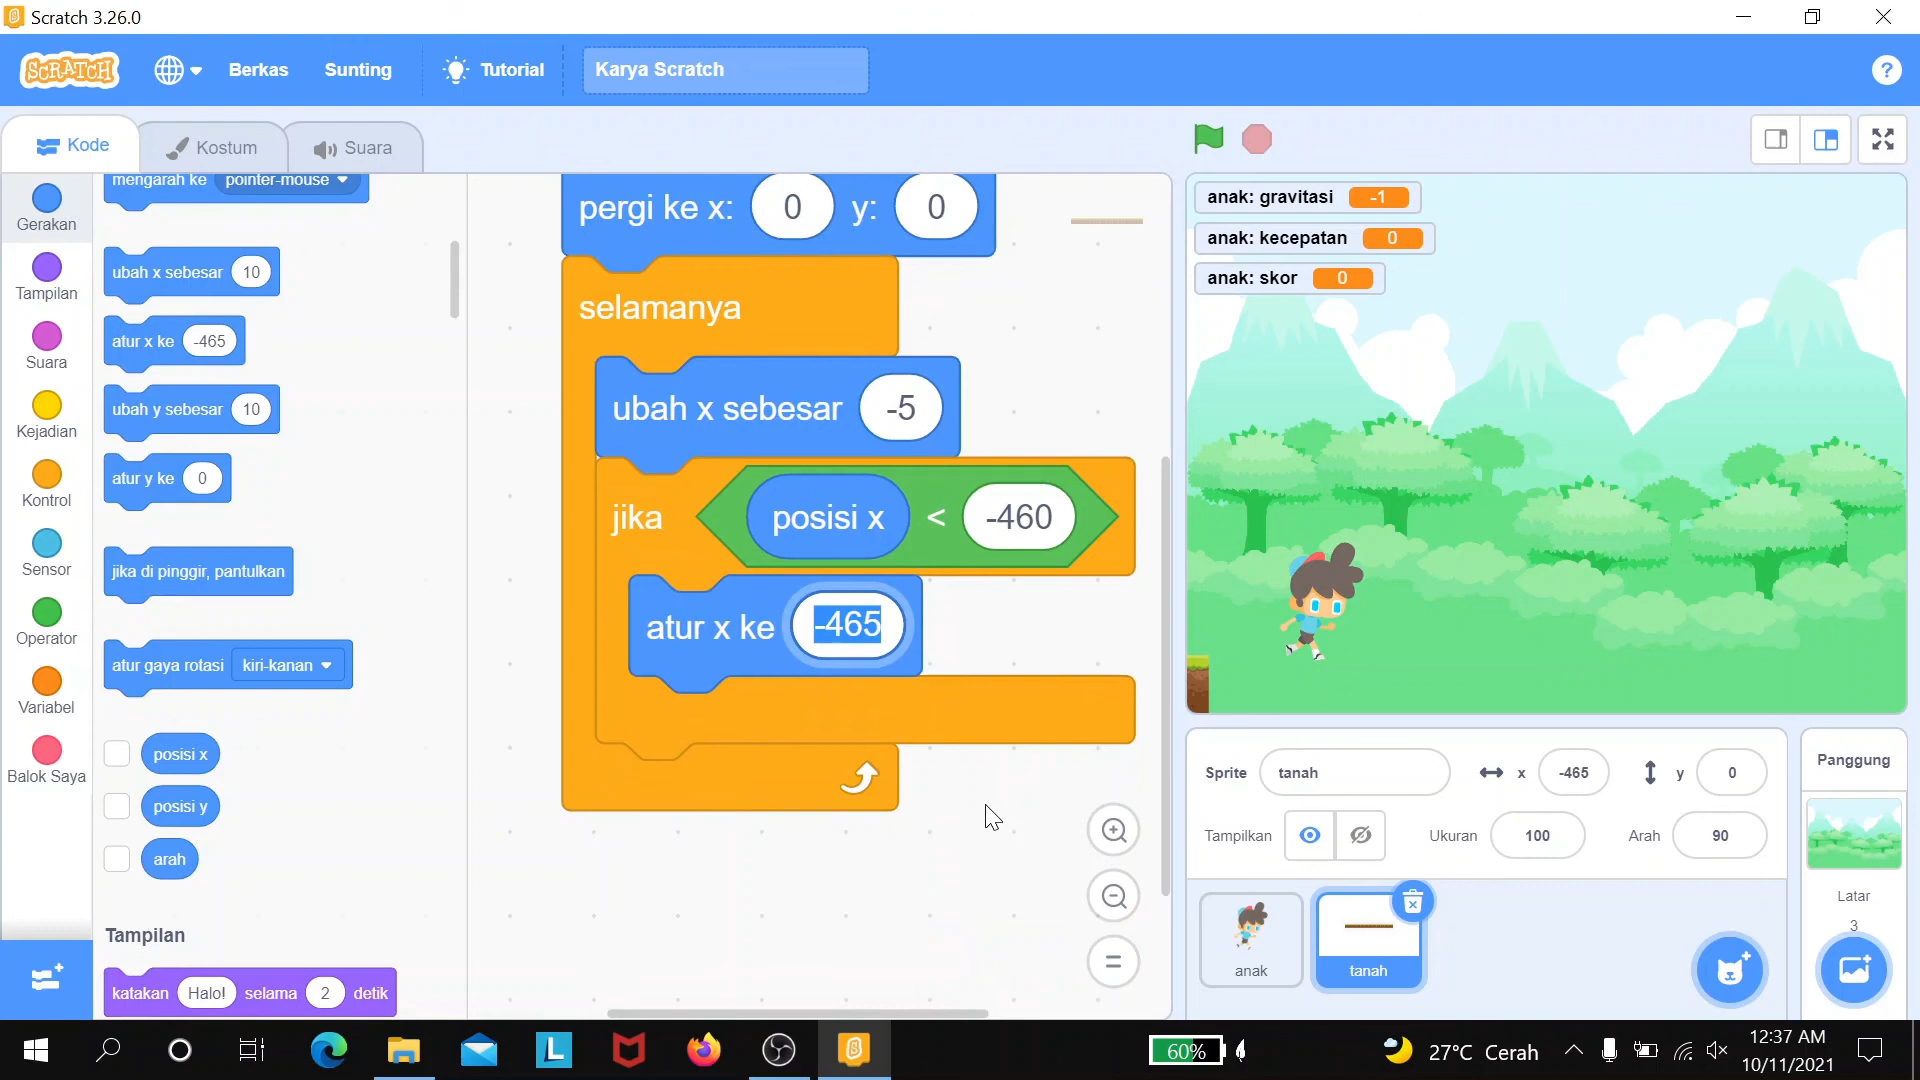 Scratch 3.26.0
SCRATCH
Berkas
Sunting
Tutorial
Karya Scratch
?
Kode
Kostum
Suara
Gerakan
Tampilan
Suara
Kejadian
Kontrol
Sensor
Operator
Variabel
Balok Saya
mengarah ke pointer-mouse
ubah x sebesar 10
atur x ke -465
ubah y sebesar 10
atur y ke 0
jika di pinggir, pantulkan
atur gaya rotasi kiri-kanan
posisi x
posisi y
arah
Tampilan
katakan Halo! selama 2 detik
pergi ke x: 0 y: 0
selamanya
ubah x sebesar -5
jika posisi x < -460
atur x ke -465
anak: gravitasi -1
anak: kecepatan 0
anak: skor 0
Sprite tanah x -465 y 0
Tampilkan Ukuran 100 Arah 90
anak
tanah
Panggung
Latar
3
60%
27°C Cerah
12:37 AM
10/11/2021